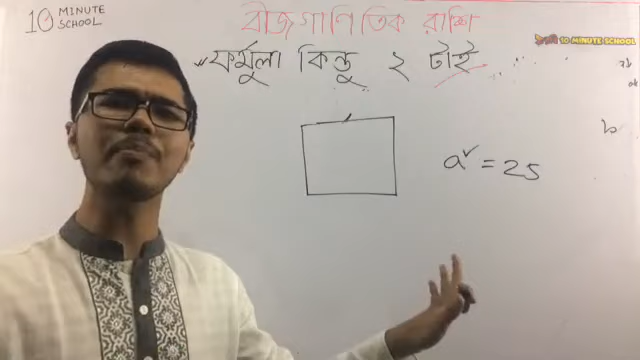 10 MINUTE SCHOOL
বীজগাণিতিক রাশি
10 MINUTE SCHOOL
ফর্মুলা কিন্তু ২ টাই
a² = 25